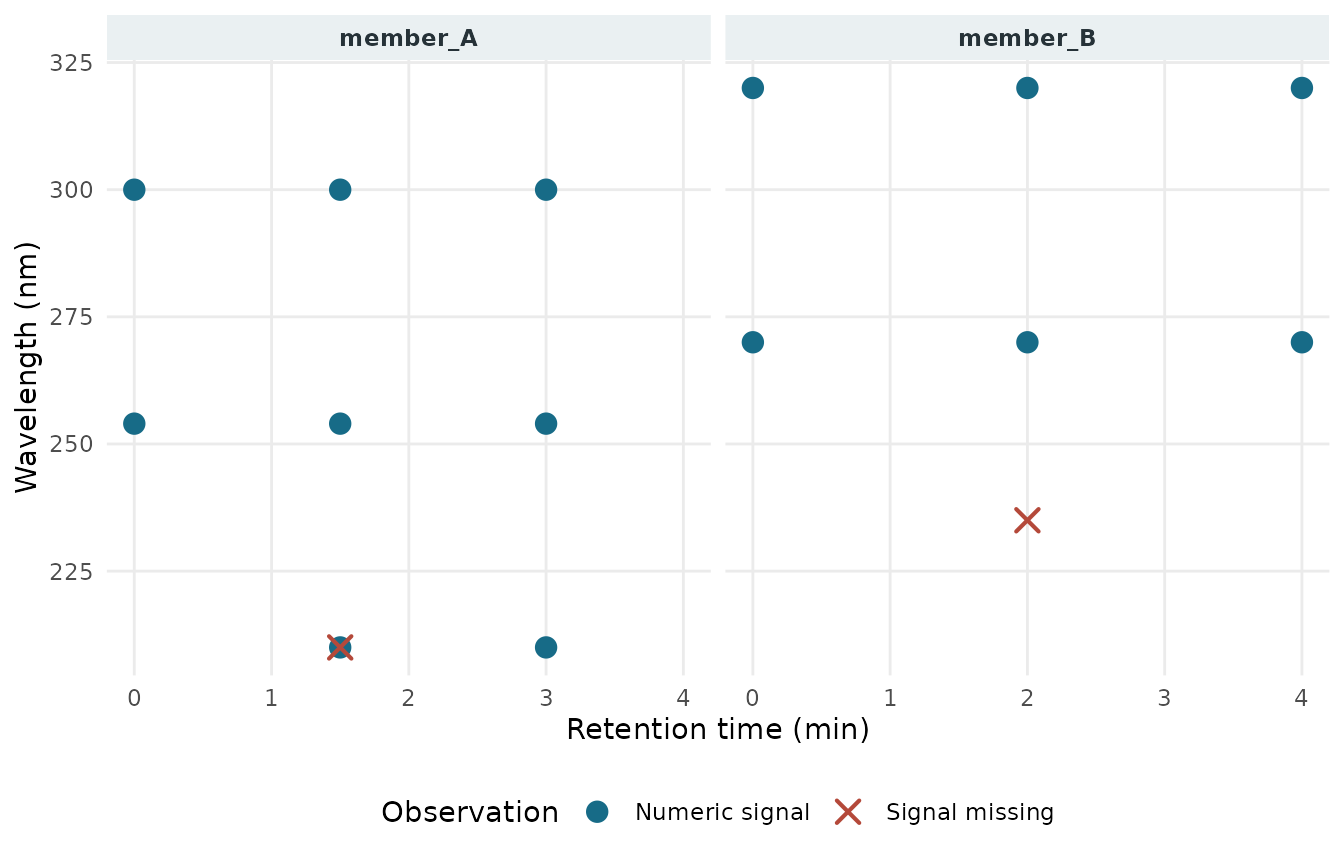 member_A member_B
325
300
275
250
225
Wavelength (nm)
0 1 2 3 4 0 1 2 3 4
Retention time (min)
Observation Numeric signal Signal missing